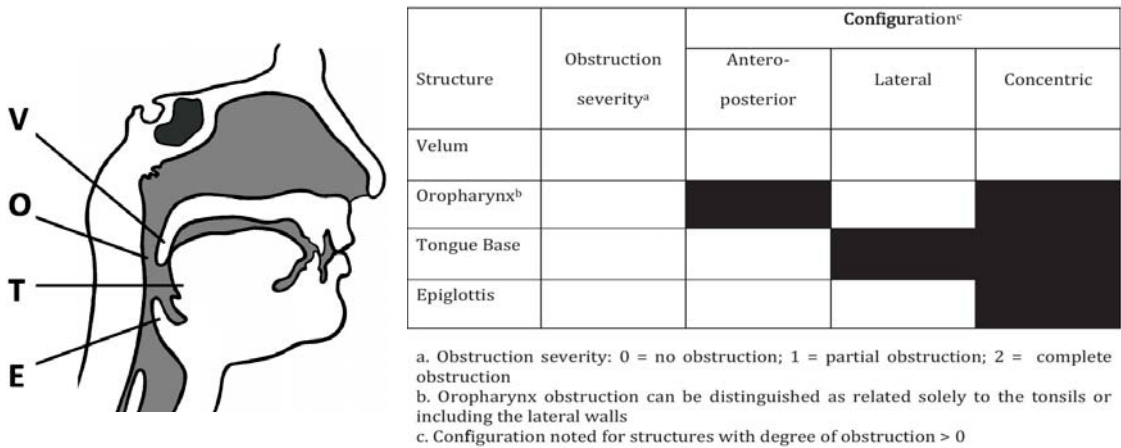 V
O
T
E
Configurationᶜ
Structure
Obstruction
severityᵃ
Antero-
posterior
Lateral
Concentric
Velum
Oropharynxᵇ
Tongue Base
Epiglottis
a. Obstruction severity: 0 = no obstruction; 1 = partial obstruction; 2 = complete
obstruction
b. Oropharynx obstruction can be distinguished as related solely to the tonsils or
including the lateral walls
c. Configuration noted for structures with degree of obstruction > 0